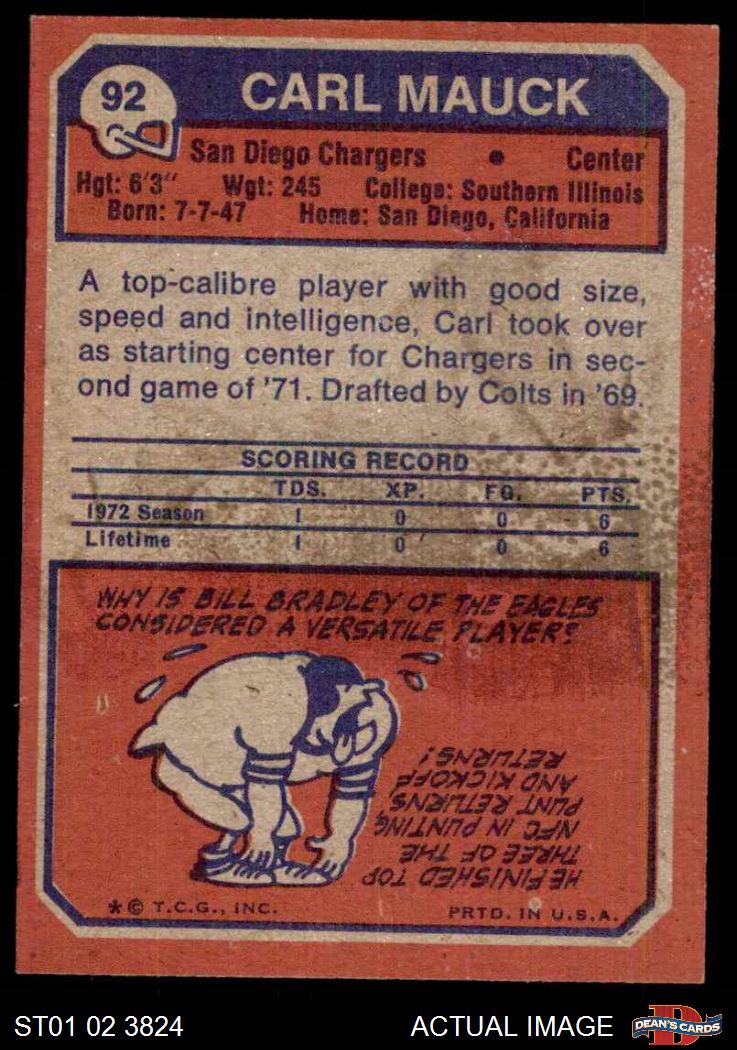 92
CARL MAUCK
San Diego Chargers • Center
Hgt: 6'3" Wgt: 245 College: Southern Illinois
Born: 7-7-47 Home: San Diego, California
A top-calibre player with good size,
speed and intelligence, Carl took over
as starting center for Chargers in sec-
ond game of '71. Drafted by Colts in '69.
SCORING RECORD
TDS. XP. FG. PTS.
1972 Season 1 0 0 6
Lifetime 1 0 0 6
WHY IS BILL BRADLEY OF THE EAGLES
CONSIDERED A VERSATILE PLAYER?
HE FINISHED TOP
THREE OF THE
NFC IN PUNTING
PUNT RETURNS,
AND KICKOFF
RETURNS!
* © T.C.G., INC. PRTD. IN U.S.A.
ST01 02 3824 ACTUAL IMAGE DEAN'S CARDS